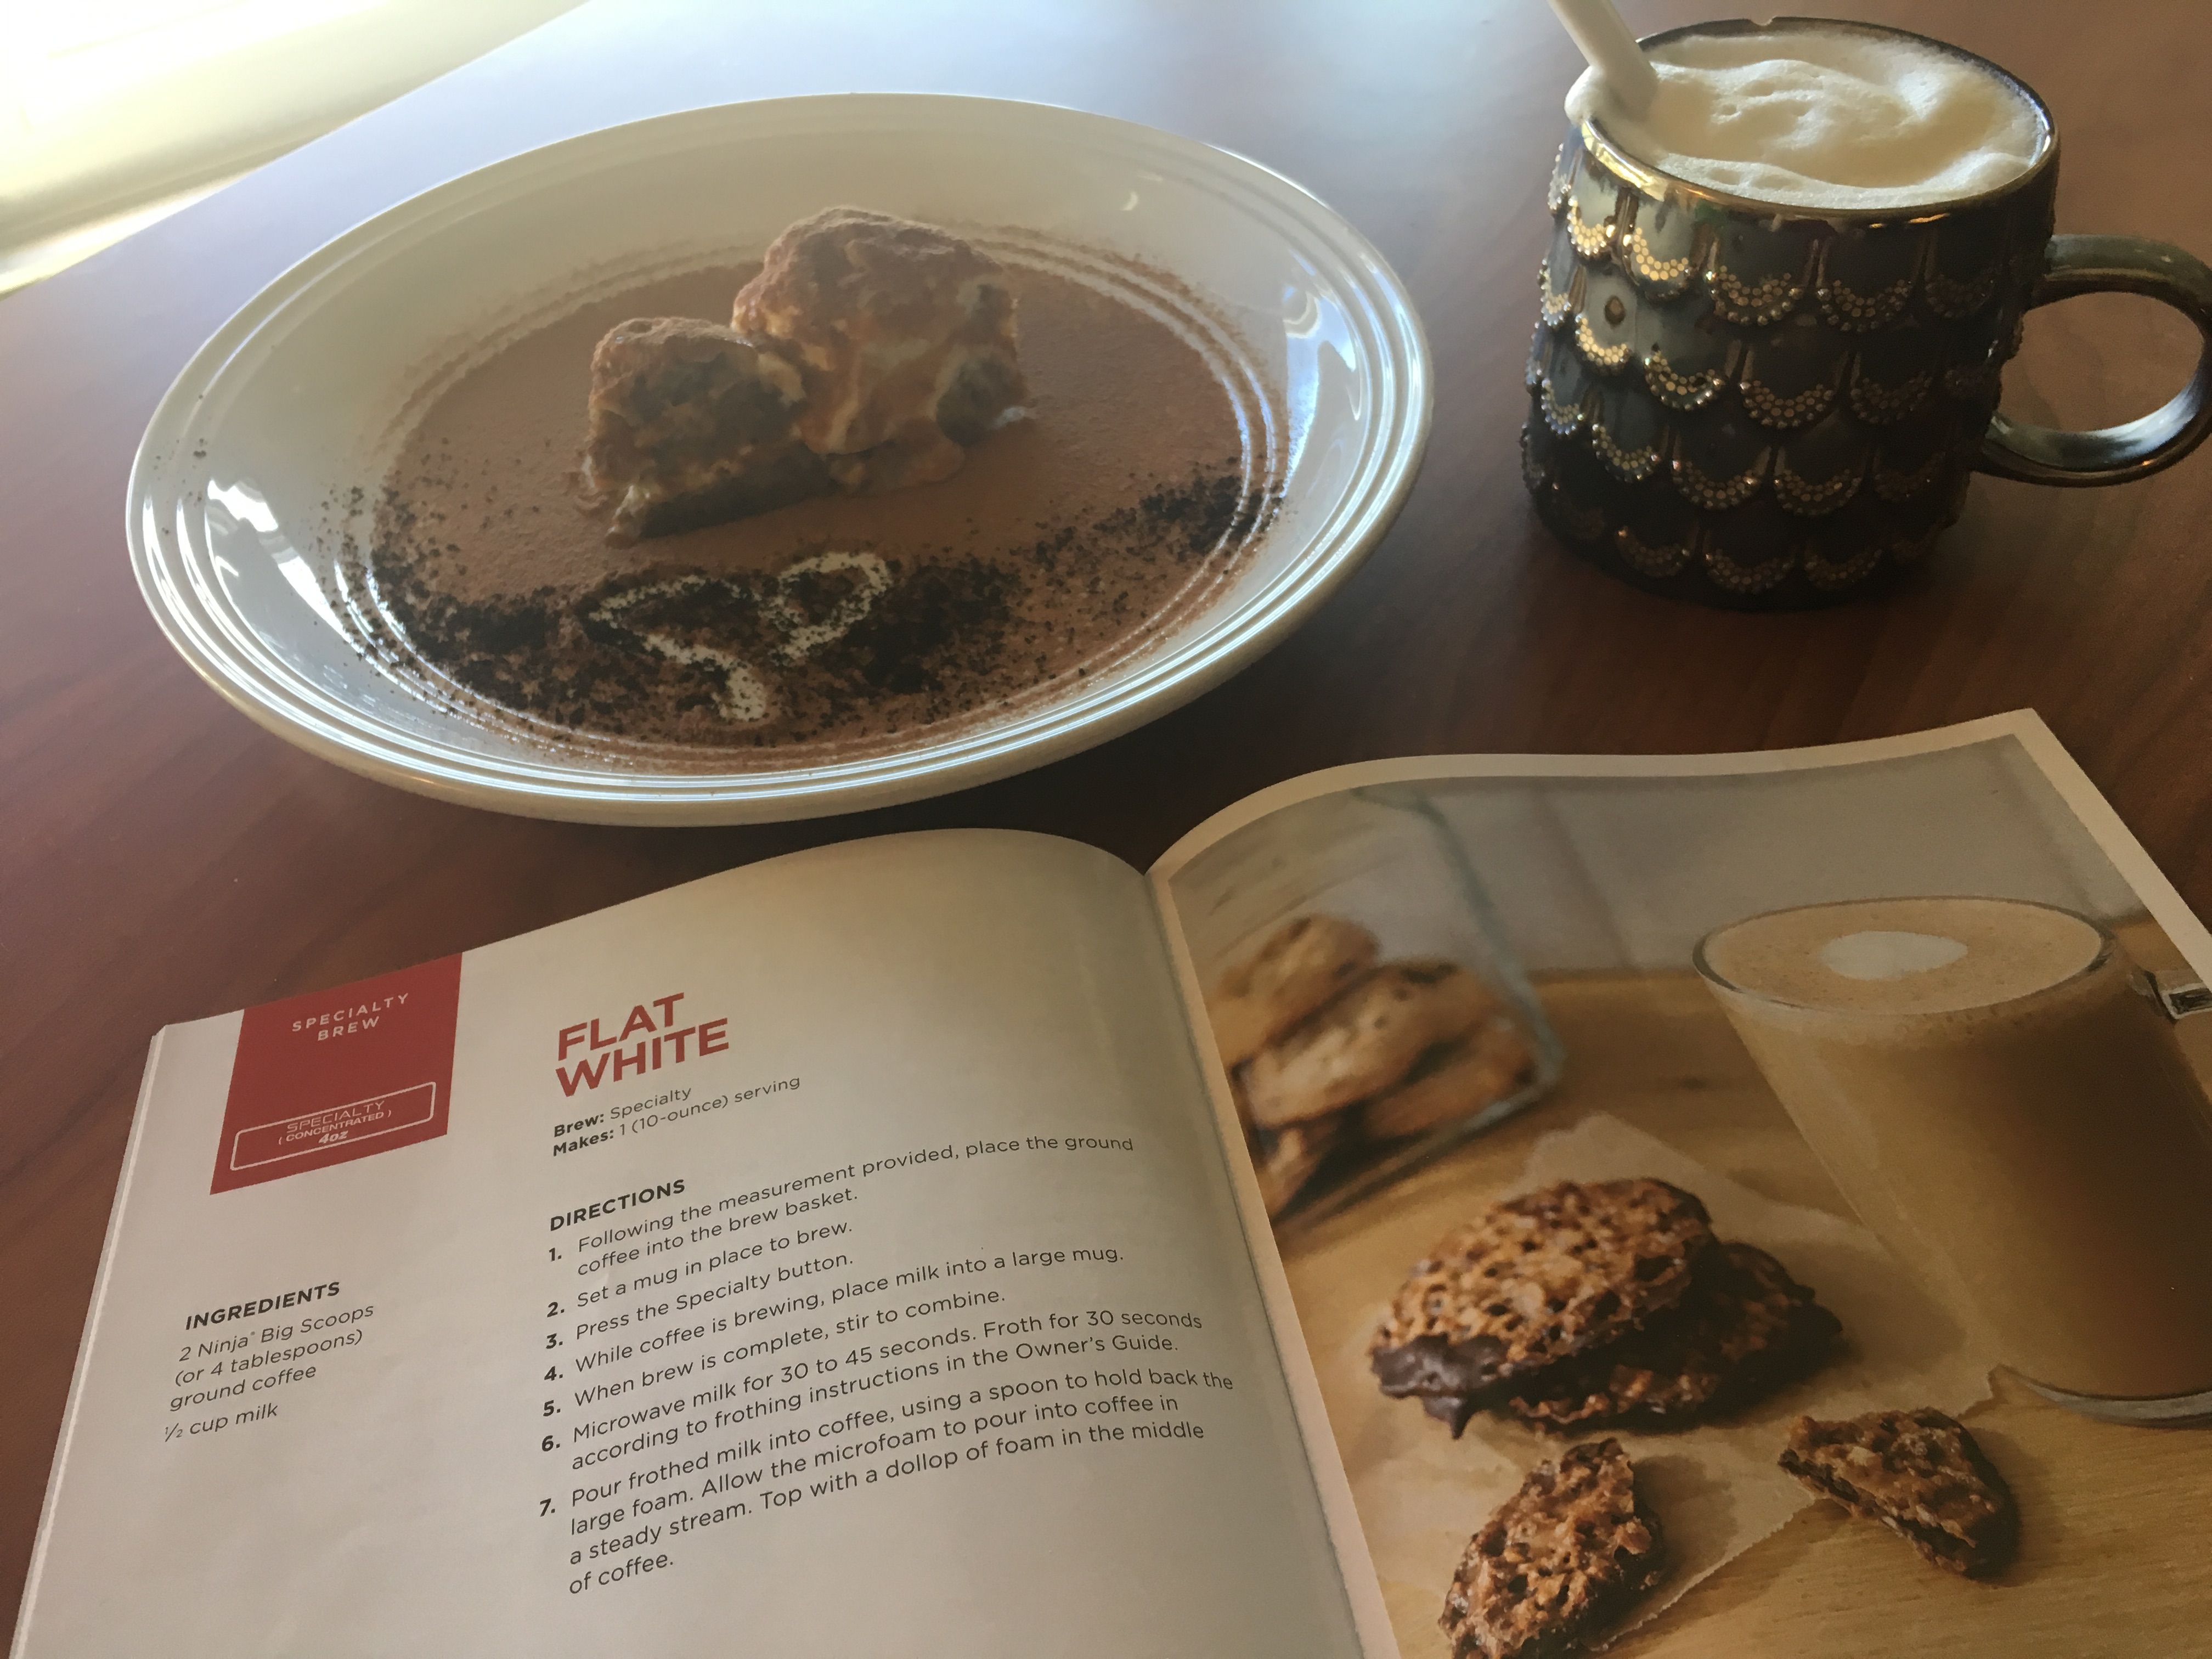 SPECIALTY
BREW
SPECIALTY
( CONCENTRATED )
4oz
INGREDIENTS
2 Ninja® Big Scoops
(or 4 tablespoons)
ground coffee
½ cup milk
FLAT
WHITE
Brew: Specialty
Makes: 1 (10-ounce) serving
DIRECTIONS
1. Following the measurement provided, place the ground
coffee into the brew basket.
2. Set a mug in place to brew.
3. Press the Specialty button.
4. While coffee is brewing, place milk into a large mug.
5. When brew is complete, stir to combine.
6. Microwave milk for 30 to 45 seconds. Froth for 30 seconds
according to frothing instructions in the Owner's Guide.
7. Pour frothed milk into coffee, using a spoon to hold back the
large foam. Allow the microfoam to pour into coffee in
a steady stream. Top with a dollop of foam in the middle
of coffee.